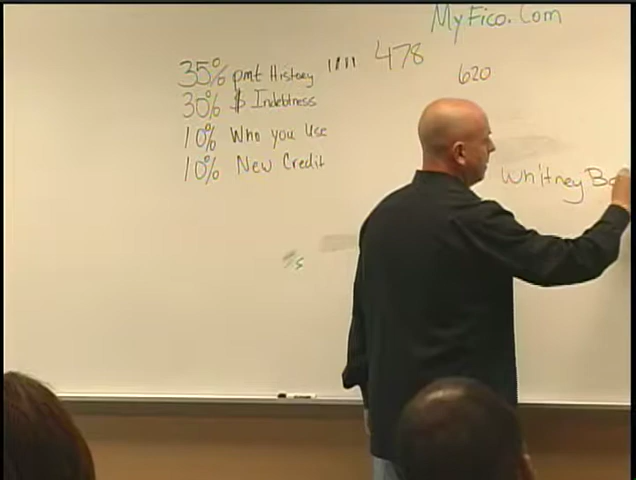 MyFico.Com
35% pmt History 478
30% $ Indebtness 620
10% Who you Use
10% New Credit
Whitney